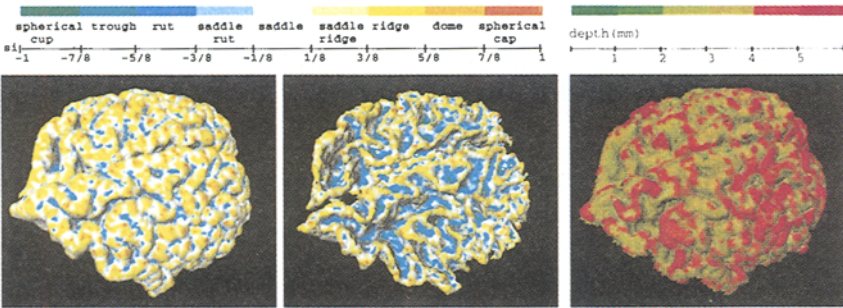 spherical cup trough rut saddle rut saddle saddle ridge ridge dome spherical cap
si
-1 -7/8 -5/8 -3/8 -1/8 1/8 3/8 5/8 7/8 1
depth(mm)
1 2 3 4 5